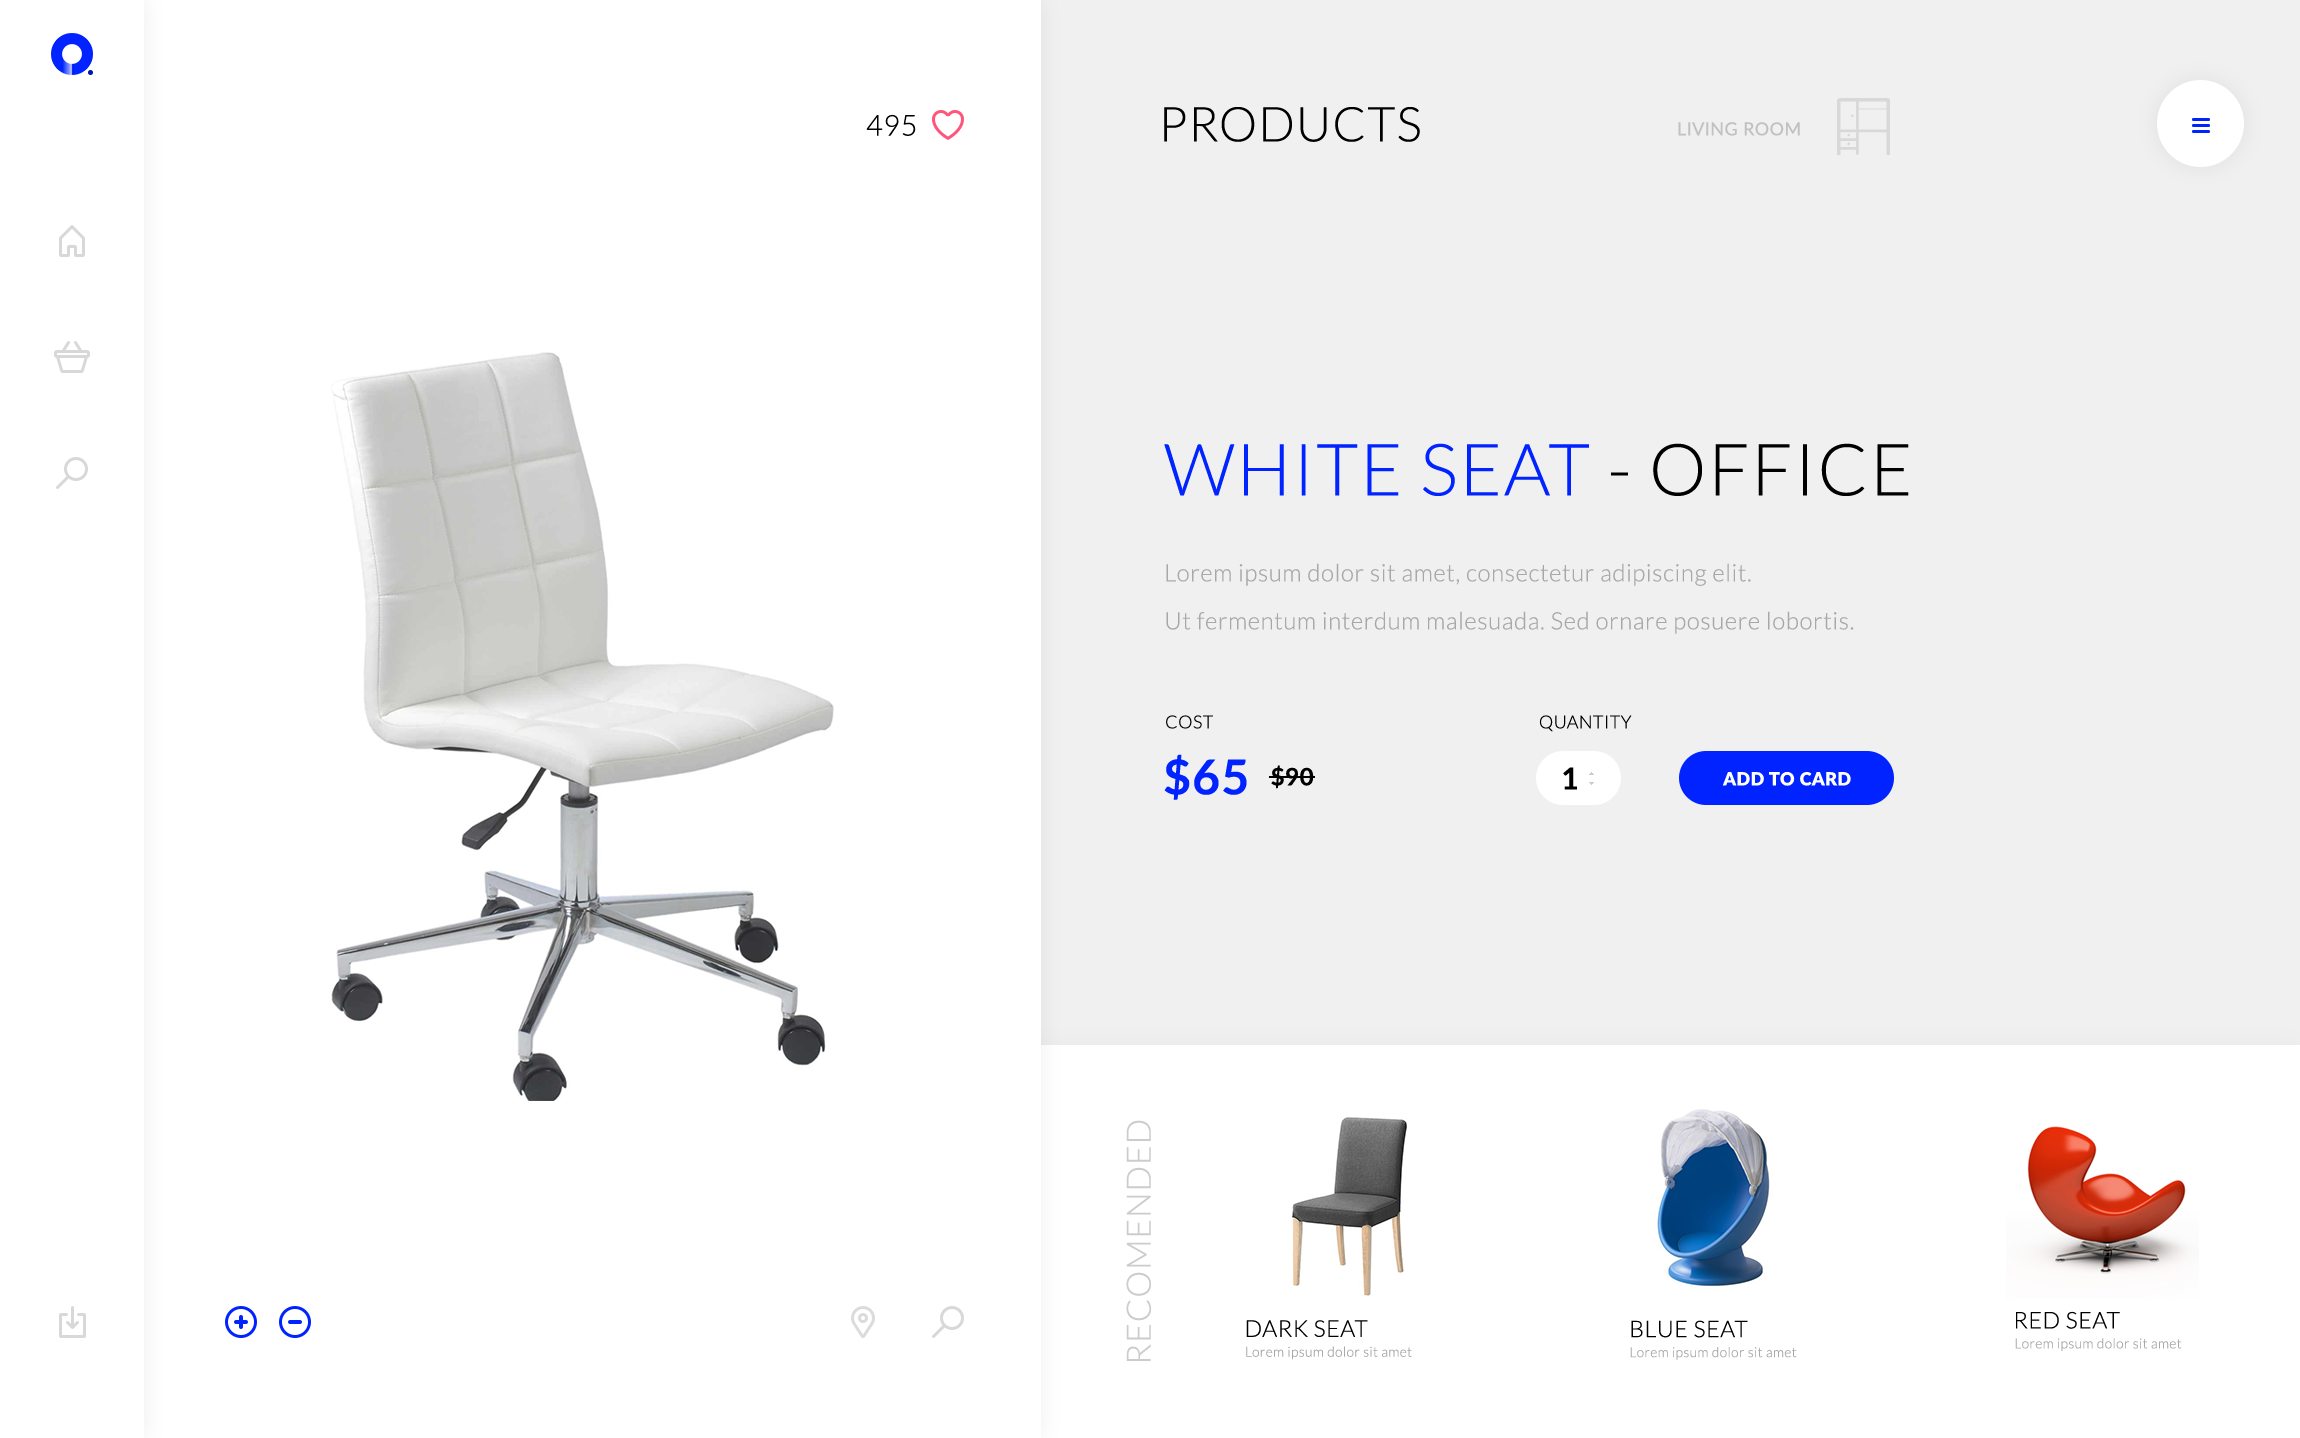 495
PRODUCTS
LIVING ROOM
WHITE SEAT - OFFICE
Lorem ipsum dolor sit amet, consectetur adipiscing elit.
Ut fermentum interdum malesuada. Sed ornare posuere lobortis.
COST
QUANTITY
$65 $90
1
ADD TO CARD
RECOMENDED
DARK SEAT
Lorem ipsum dolor sit amet
BLUE SEAT
Lorem ipsum dolor sit amet
RED SEAT
Lorem ipsum dolor sit amet